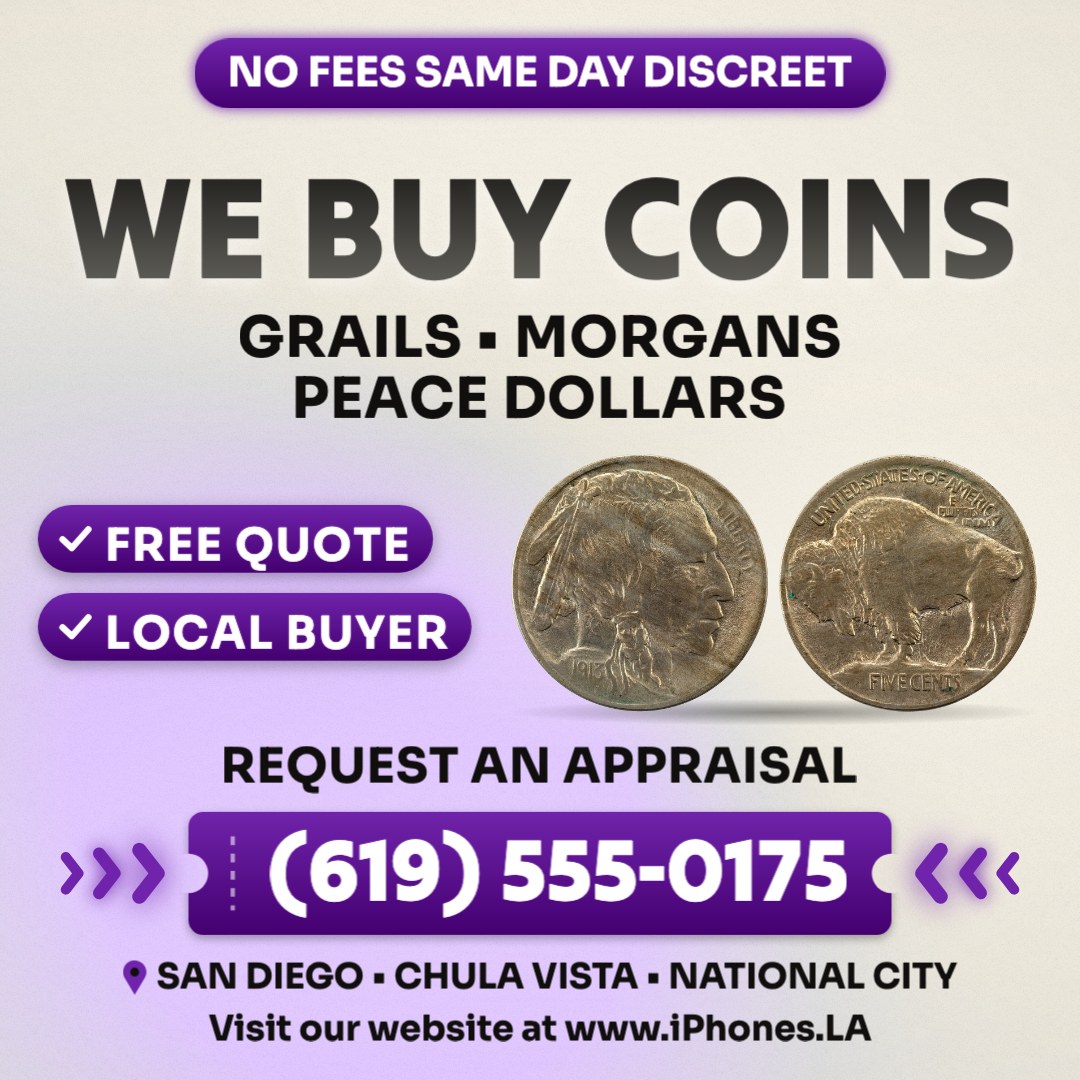 NO FEES SAME DAY DISCREET
WE BUY COINS
GRAILS ▪ MORGANS
PEACE DOLLARS
✓ FREE QUOTE
✓ LOCAL BUYER
LIBERTY
1913
UNITED·STATES·OF·AMERICA
E
PLURIBUS
UNUM
FIVE CENTS
REQUEST AN APPRAISAL
(619) 555-0175
SAN DIEGO ▪ CHULA VISTA ▪ NATIONAL CITY
Visit our website at www.iPhones.LA